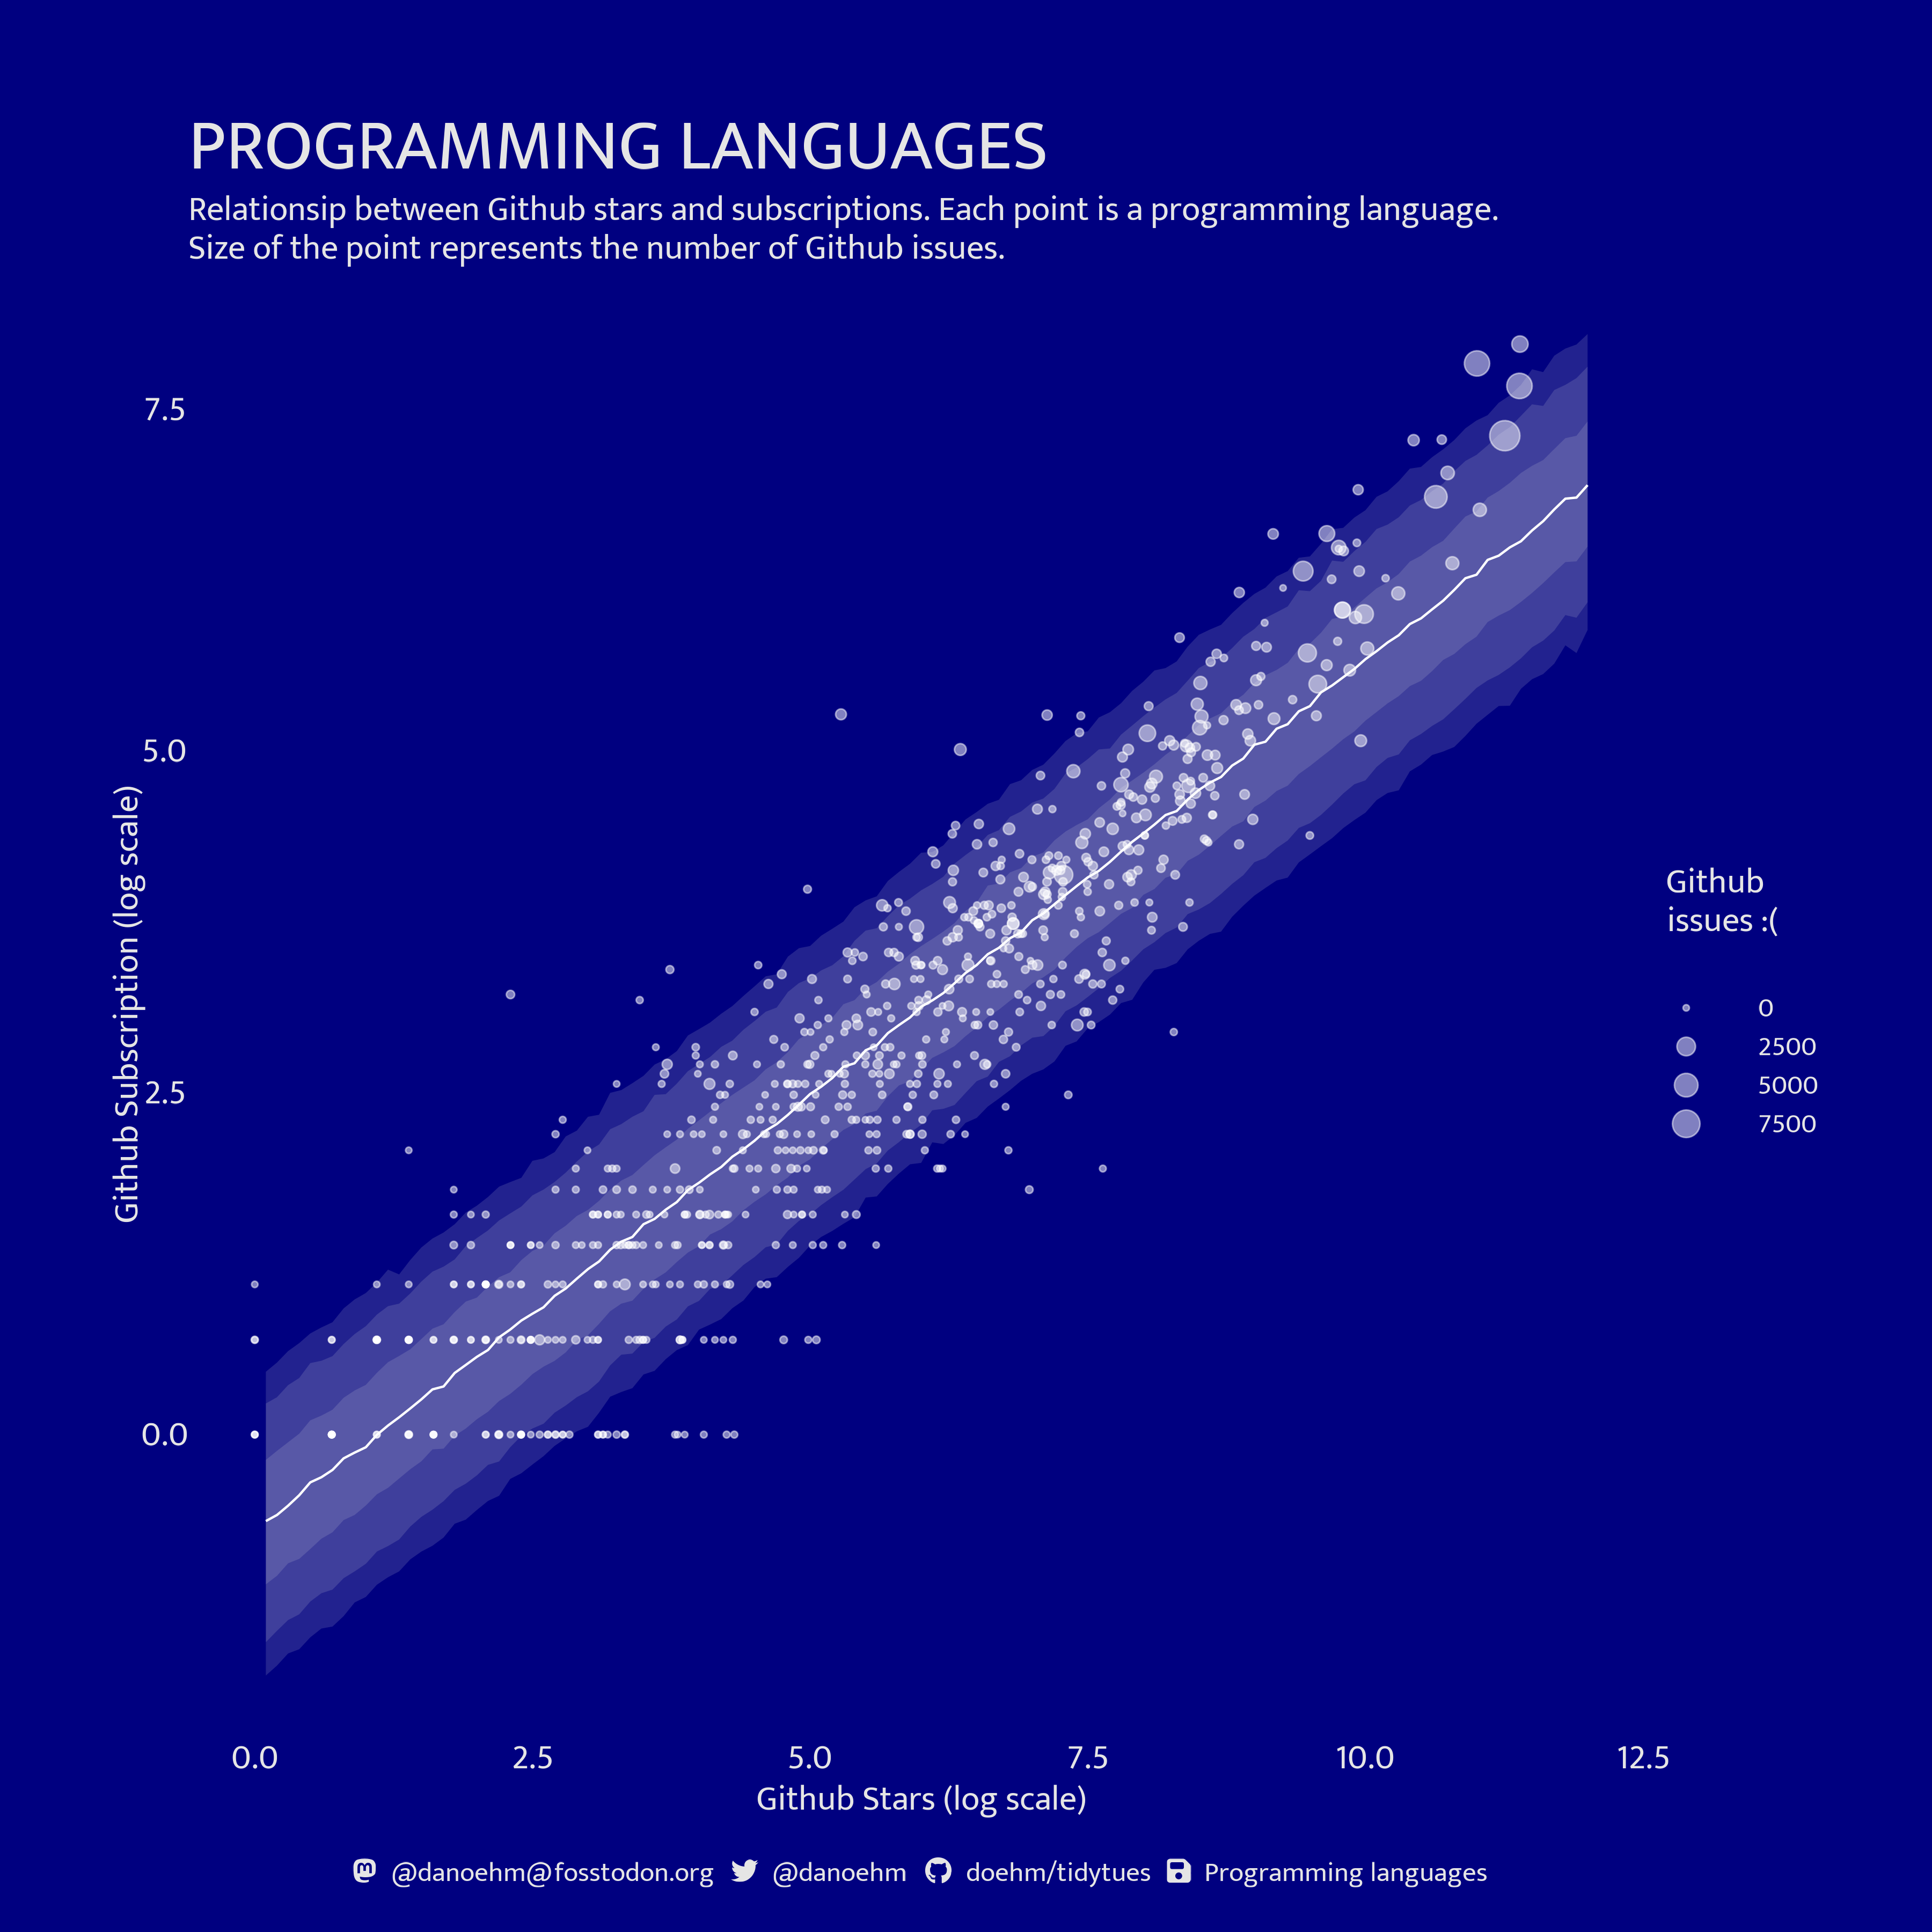 PROGRAMMING LANGUAGES
Relationsip between Github stars and subscriptions. Each point is a programming language.
Size of the point represents the number of Github issues.
7.5
5.0
2.5
0.0
Github Subscription (log scale)
Github
issues :(
0
2500
5000
7500
0.0 2.5 5.0 7.5 10.0 12.5
Github Stars (log scale)
@danoehm@fosstodon.org @danoehm doehm/tidytues Programming languages